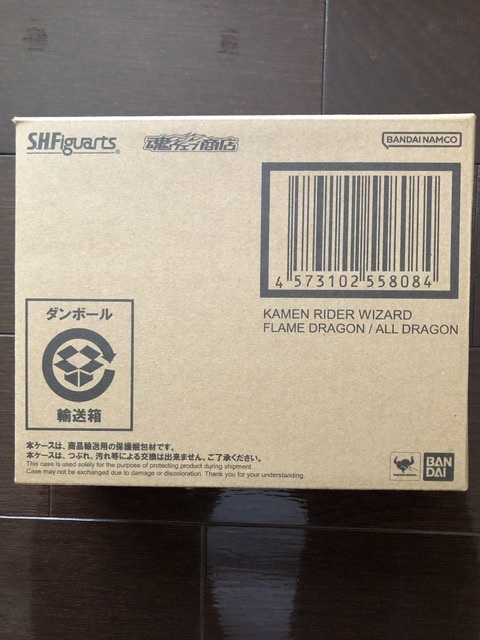 S.H.Figuarts
魂ウェブ商店
BANDAI NAMCO
4 573102 558084
KAMEN RIDER WIZARD
FLAME DRAGON / ALL DRAGON
ダンボール
輸送箱
本ケースは、商品輸送用の保護梱包材です。
本ケースは、つぶれ、汚れ等による交換は出来ません。ご了承ください。
This case is used solely for the purpose of protecting product during shipment.
Case may not be exchanged due to damage or discoloration. Thank you for your understanding.
BAN
DAI